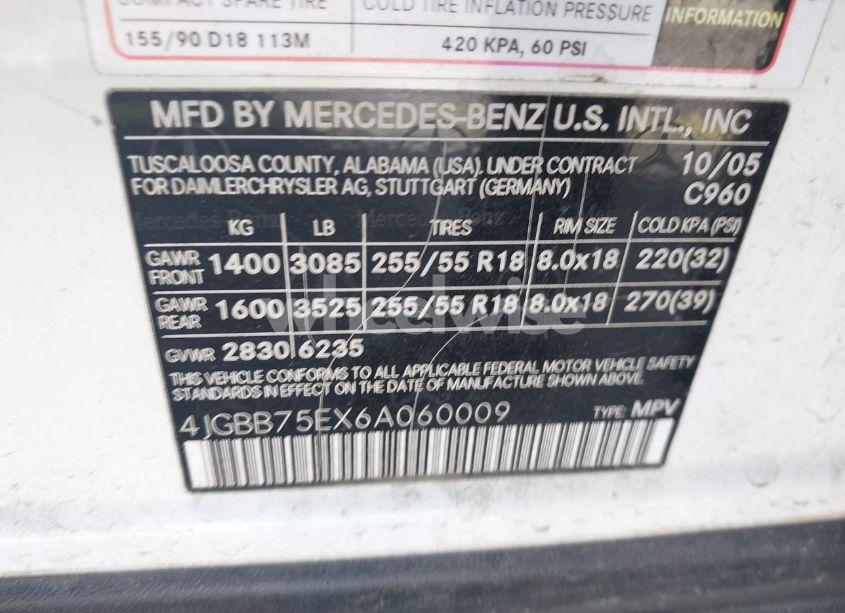 COMPACT SPARE TIRE COLD TIRE INFLATION PRESSURE
155/90 D18 113M 420 KPA, 60 PSI
INFORMATION
MFD BY MERCEDES-BENZ U.S. INTL., INC
TUSCALOOSA COUNTY, ALABAMA (USA). UNDER CONTRACT 10/05
FOR DAIMLERCHRYSLER AG, STUTTGART (GERMANY) C960
KG LB TIRES RIM SIZE COLD KPA (PSI)
GAWR FRONT 1400 3085 255/55 R18 8.0x18 220(32)
GAWR REAR 1600 3525 255/55 R18 8.0x18 270(39)
GVWR 2830 6235
THIS VEHICLE CONFORMS TO ALL APPLICABLE FEDERAL MOTOR VEHICLE SAFETY
STANDARDS IN EFFECT ON THE DATE OF MANUFACTURE SHOWN ABOVE.
4JGBB75EX6A060009 TYPE: MPV